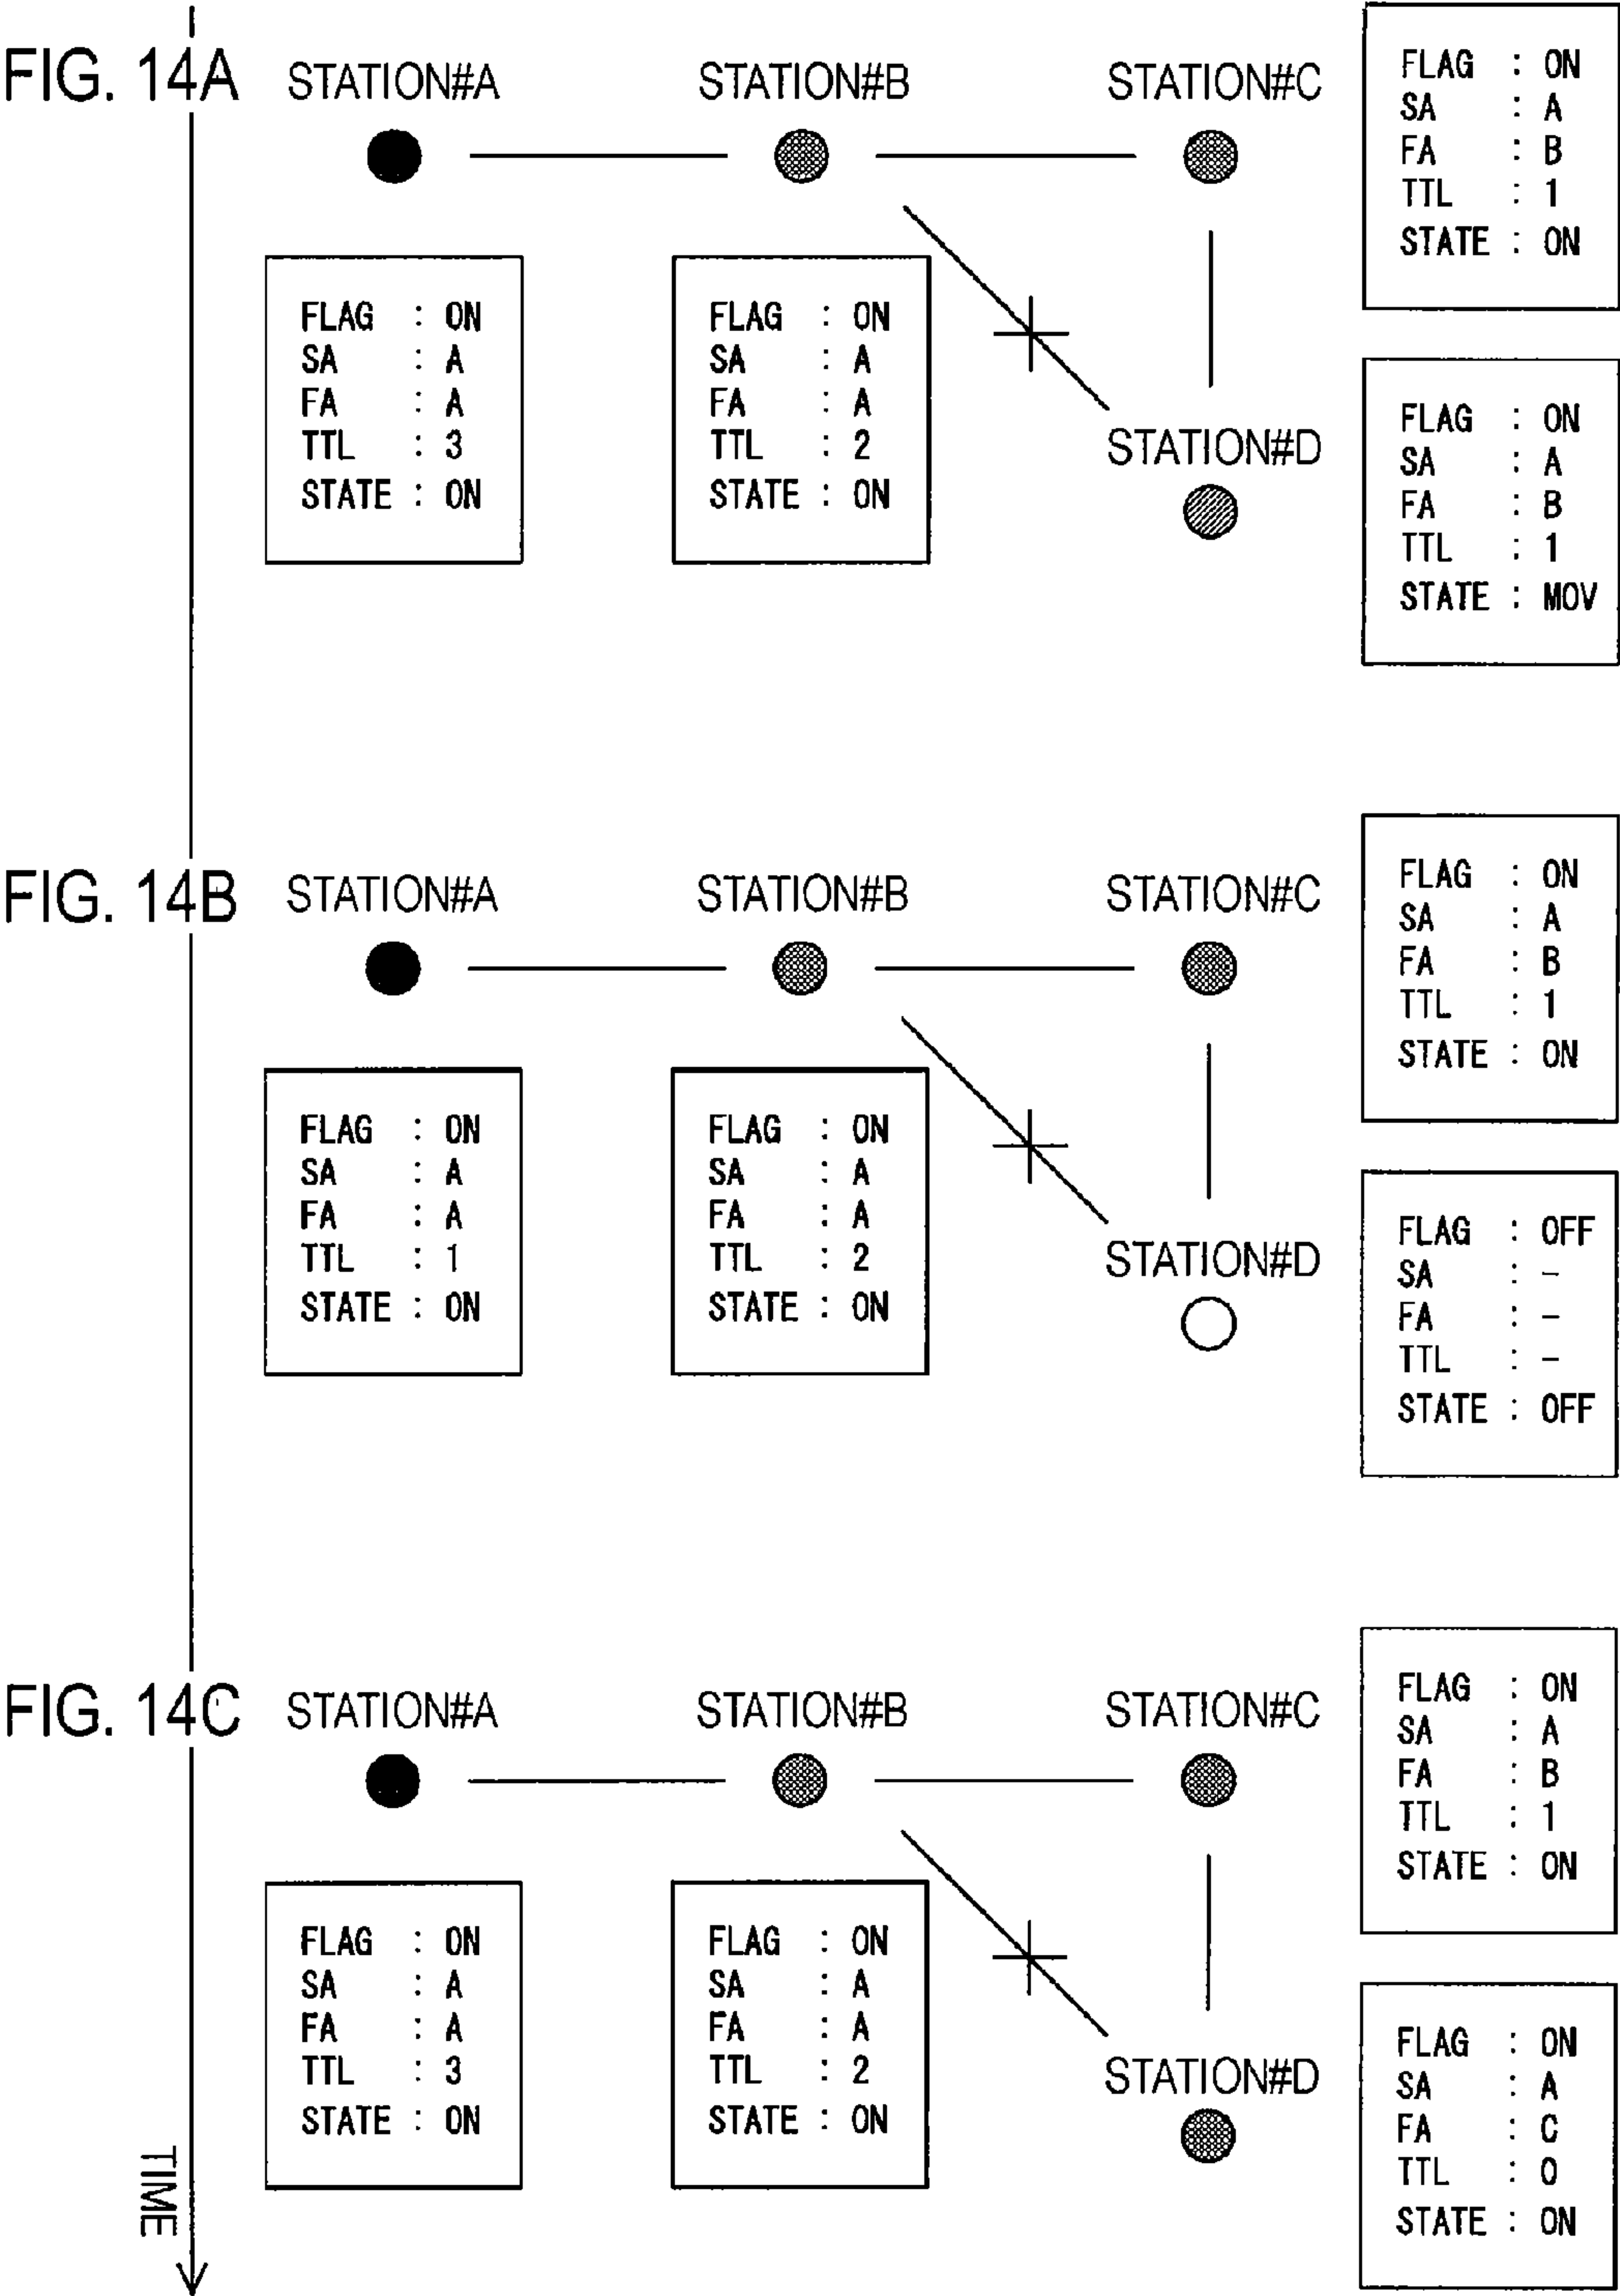 FIG. 14A
STATION#A
STATION#B
STATION#C
FLAG : ON
SA : A
FA : B
TTL : 1
STATE : ON
FLAG : ON
SA : A
FA : A
TTL : 3
STATE : ON
FLAG : ON
SA : A
FA : A
TTL : 2
STATE : ON
STATION#D
FLAG : ON
SA : A
FA : B
TTL : 1
STATE : MOV
FIG. 14B
STATION#A
STATION#B
STATION#C
FLAG : ON
SA : A
FA : B
TTL : 1
STATE : ON
FLAG : ON
SA : A
FA : A
TTL : 1
STATE : ON
FLAG : ON
SA : A
FA : A
TTL : 2
STATE : ON
STATION#D
FLAG : OFF
SA : -
FA : -
TTL : -
STATE : OFF
FIG. 14C
STATION#A
STATION#B
STATION#C
FLAG : ON
SA : A
FA : B
TTL : 1
STATE : ON
FLAG : ON
SA : A
FA : A
TTL : 3
STATE : ON
FLAG : ON
SA : A
FA : A
TTL : 2
STATE : ON
STATION#D
FLAG : ON
SA : A
FA : C
TTL : 0
STATE : ON
TIME